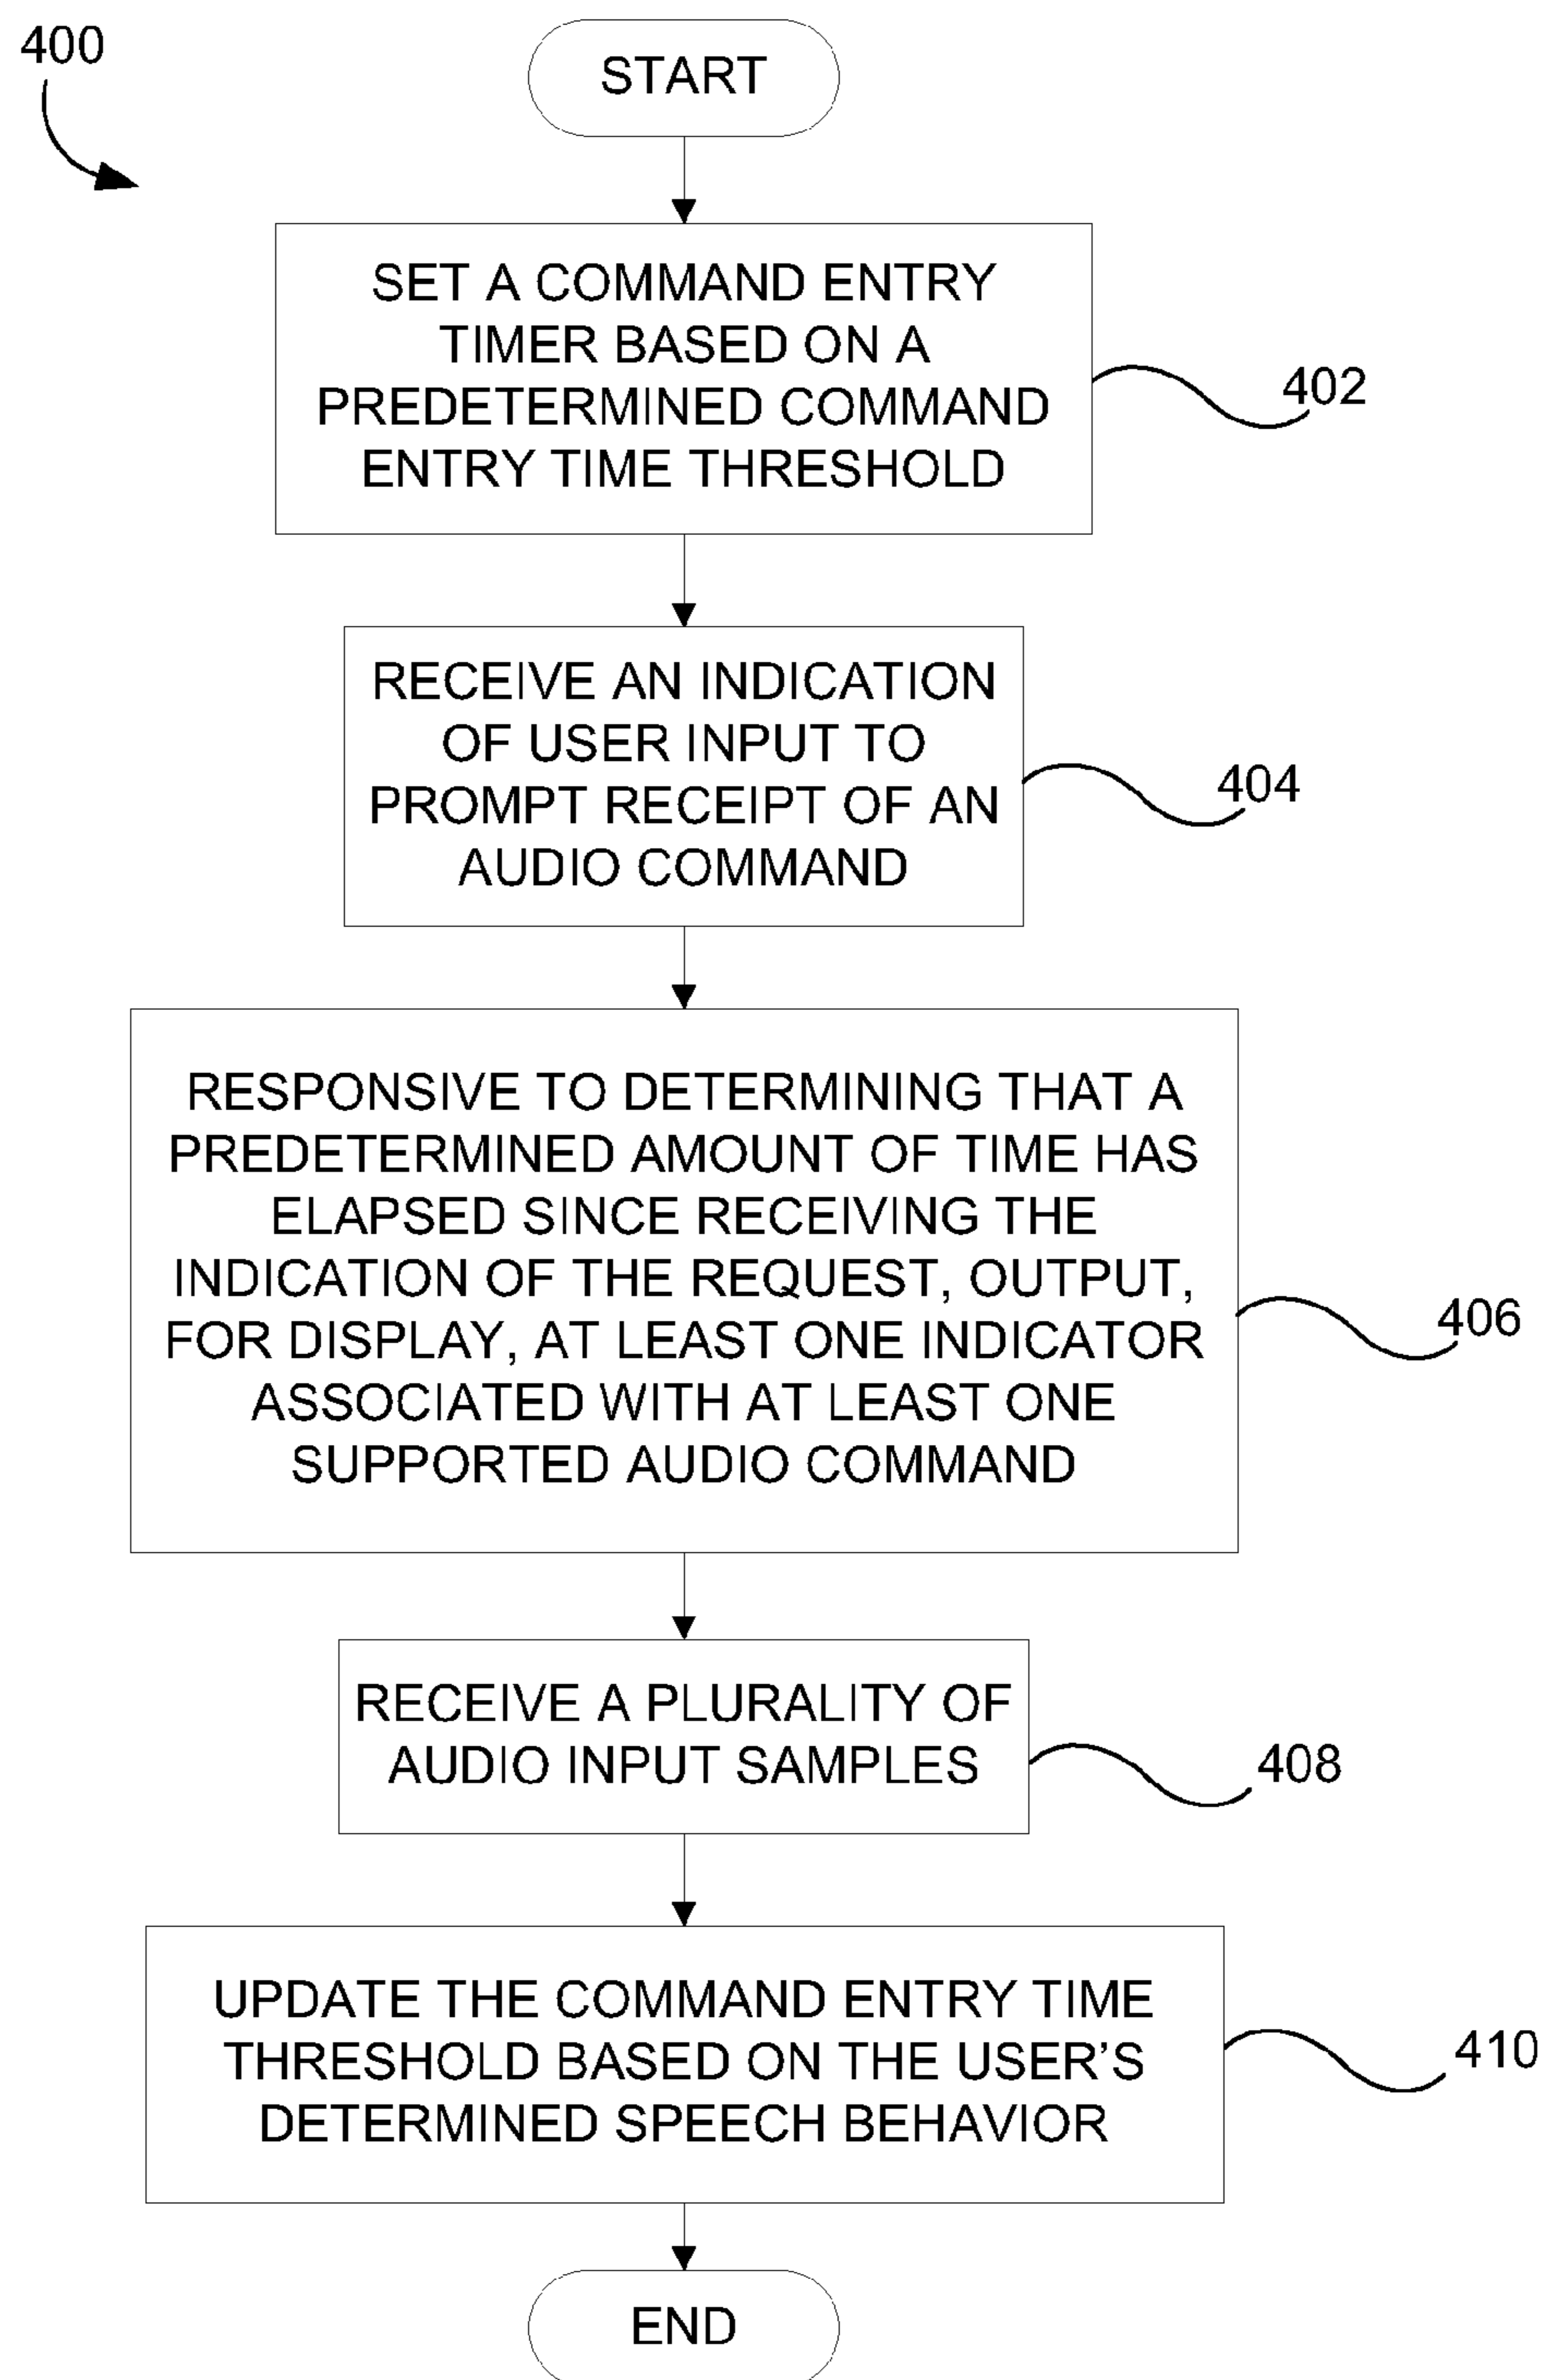 400
START
SET A COMMAND ENTRY
TIMER BASED ON A
PREDETERMINED COMMAND
ENTRY TIME THRESHOLD
402
RECEIVE AN INDICATION
OF USER INPUT TO
PROMPT RECEIPT OF AN
AUDIO COMMAND
404
RESPONSIVE TO DETERMINING THAT A
PREDETERMINED AMOUNT OF TIME HAS
ELAPSED SINCE RECEIVING THE
INDICATION OF THE REQUEST, OUTPUT,
FOR DISPLAY, AT LEAST ONE INDICATOR
ASSOCIATED WITH AT LEAST ONE
SUPPORTED AUDIO COMMAND
406
RECEIVE A PLURALITY OF
AUDIO INPUT SAMPLES
408
UPDATE THE COMMAND ENTRY TIME
THRESHOLD BASED ON THE USER’S
DETERMINED SPEECH BEHAVIOR
410
END